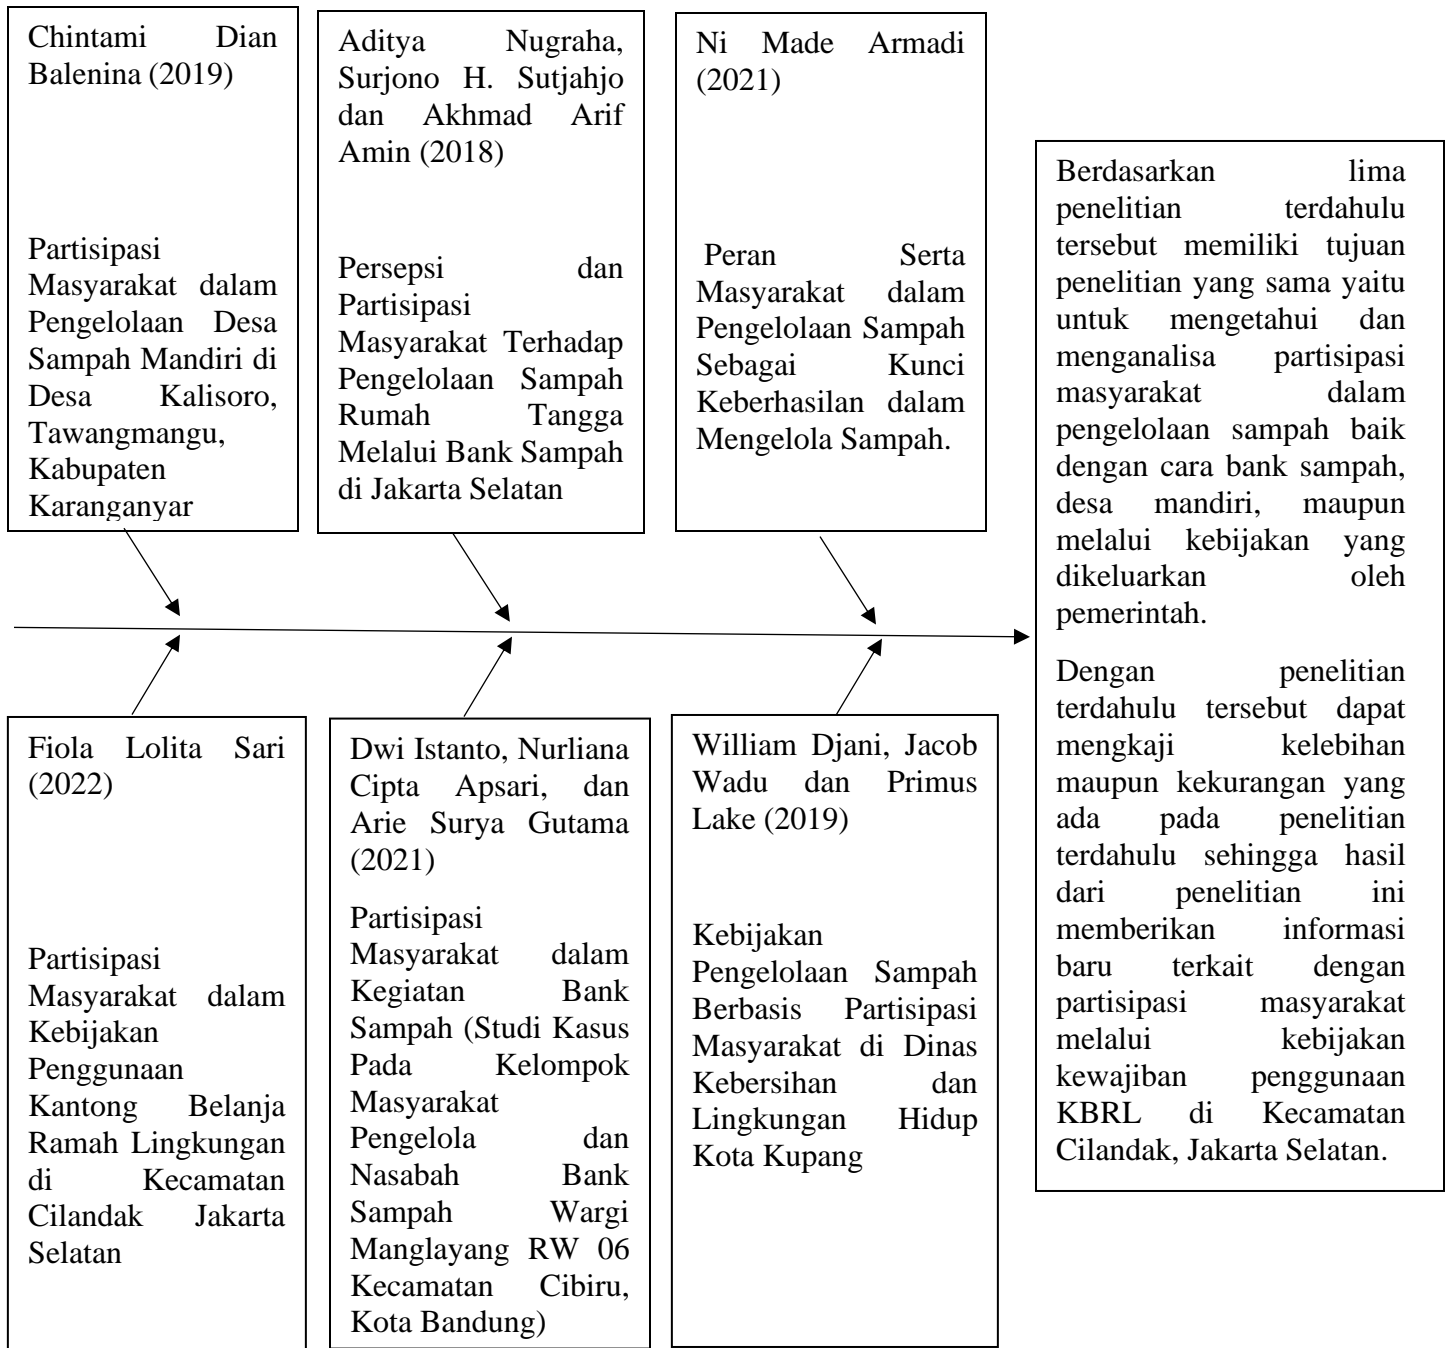 Chintami Dian
Balenina (2019)
Partisipasi
Masyarakat dalam
Pengelolaan Desa
Sampah Mandiri di
Desa Kalisoro,
Tawangmangu,
Kabupaten
Karanganyar
Aditya Nugraha,
Surjono H. Sutjahjo
dan Akhmad Arif
Amin (2018)
Persepsi dan
Partisipasi
Masyarakat Terhadap
Pengelolaan Sampah
Rumah Tangga
Melalui Bank Sampah
di Jakarta Selatan
Ni Made Armadi
(2021)
Peran Serta
Masyarakat dalam
Pengelolaan Sampah
Sebagai Kunci
Keberhasilan dalam
Mengelola Sampah.
Fiola Lolita Sari
(2022)
Partisipasi
Masyarakat dalam
Kebijakan
Penggunaan
Kantong Belanja
Ramah Lingkungan
di Kecamatan
Cilandak Jakarta
Selatan
Dwi Istanto, Nurliana
Cipta Apsari, dan
Arie Surya Gutama
(2021)
Partisipasi
Masyarakat dalam
Kegiatan Bank
Sampah (Studi Kasus
Pada Kelompok
Masyarakat
Pengelola dan
Nasabah Bank
Sampah Wargi
Manglayang RW 06
Kecamatan Cibiru,
Kota Bandung)
William Djani, Jacob
Wadu dan Primus
Lake (2019)
Kebijakan
Pengelolaan Sampah
Berbasis Partisipasi
Masyarakat di Dinas
Kebersihan dan
Lingkungan Hidup
Kota Kupang
Berdasarkan lima
penelitian terdahulu
tersebut memiliki tujuan
penelitian yang sama yaitu
untuk mengetahui dan
menganalisa partisipasi
masyarakat dalam
pengelolaan sampah baik
dengan cara bank sampah,
desa mandiri, maupun
melalui kebijakan yang
dikeluarkan oleh
pemerintah.
Dengan penelitian
terdahulu tersebut dapat
mengkaji kelebihan
maupun kekurangan yang
ada pada penelitian
terdahulu sehingga hasil
dari penelitian ini
memberikan informasi
baru terkait dengan
partisipasi masyarakat
melalui kebijakan
kewajiban penggunaan
KBRL di Kecamatan
Cilandak, Jakarta Selatan.